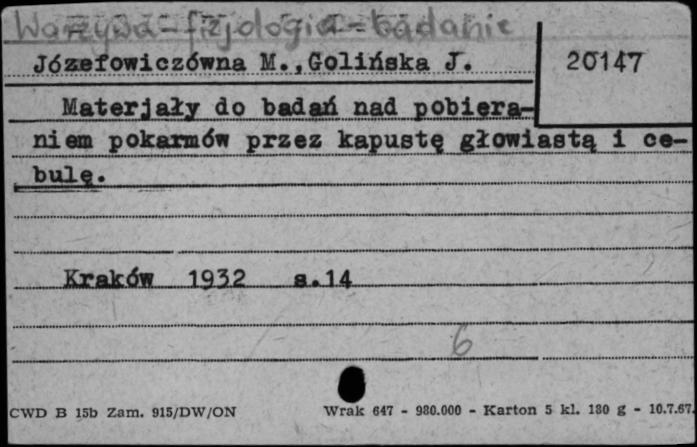 Warzywa - fizjologia - badanie
Józefowiczówna M.,Golińska J.
20147
Materjały do badań nad pobiera-
niem pokarmów przez kapustę głowiastą i ce-
bulę.
Kraków 1932 s.14
6
CWD B 15b Zam. 915/DW/ON
Wrak 647 - 980.000 - Karton 5 kl. 180 g - 10.7.67.